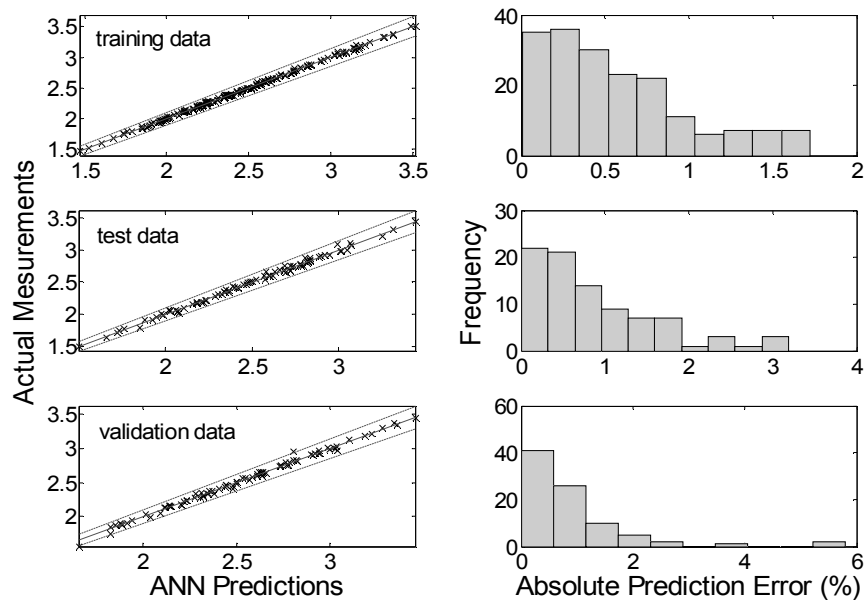 Actual Mesurements
training data
3.5
3
2.5
2
1.5
1.5 2 2.5 3 3.5
40
20
0
0 0.5 1 1.5 2
test data
3.5
3
2.5
2
1.5
2 2.5 3
Frequency
30
20
10
0
0 1 2 3 4
validation data
3.5
3
2.5
2
2 2.5 3
60
40
20
0
0 2 4 6
ANN Predictions
Absolute Prediction Error (%)